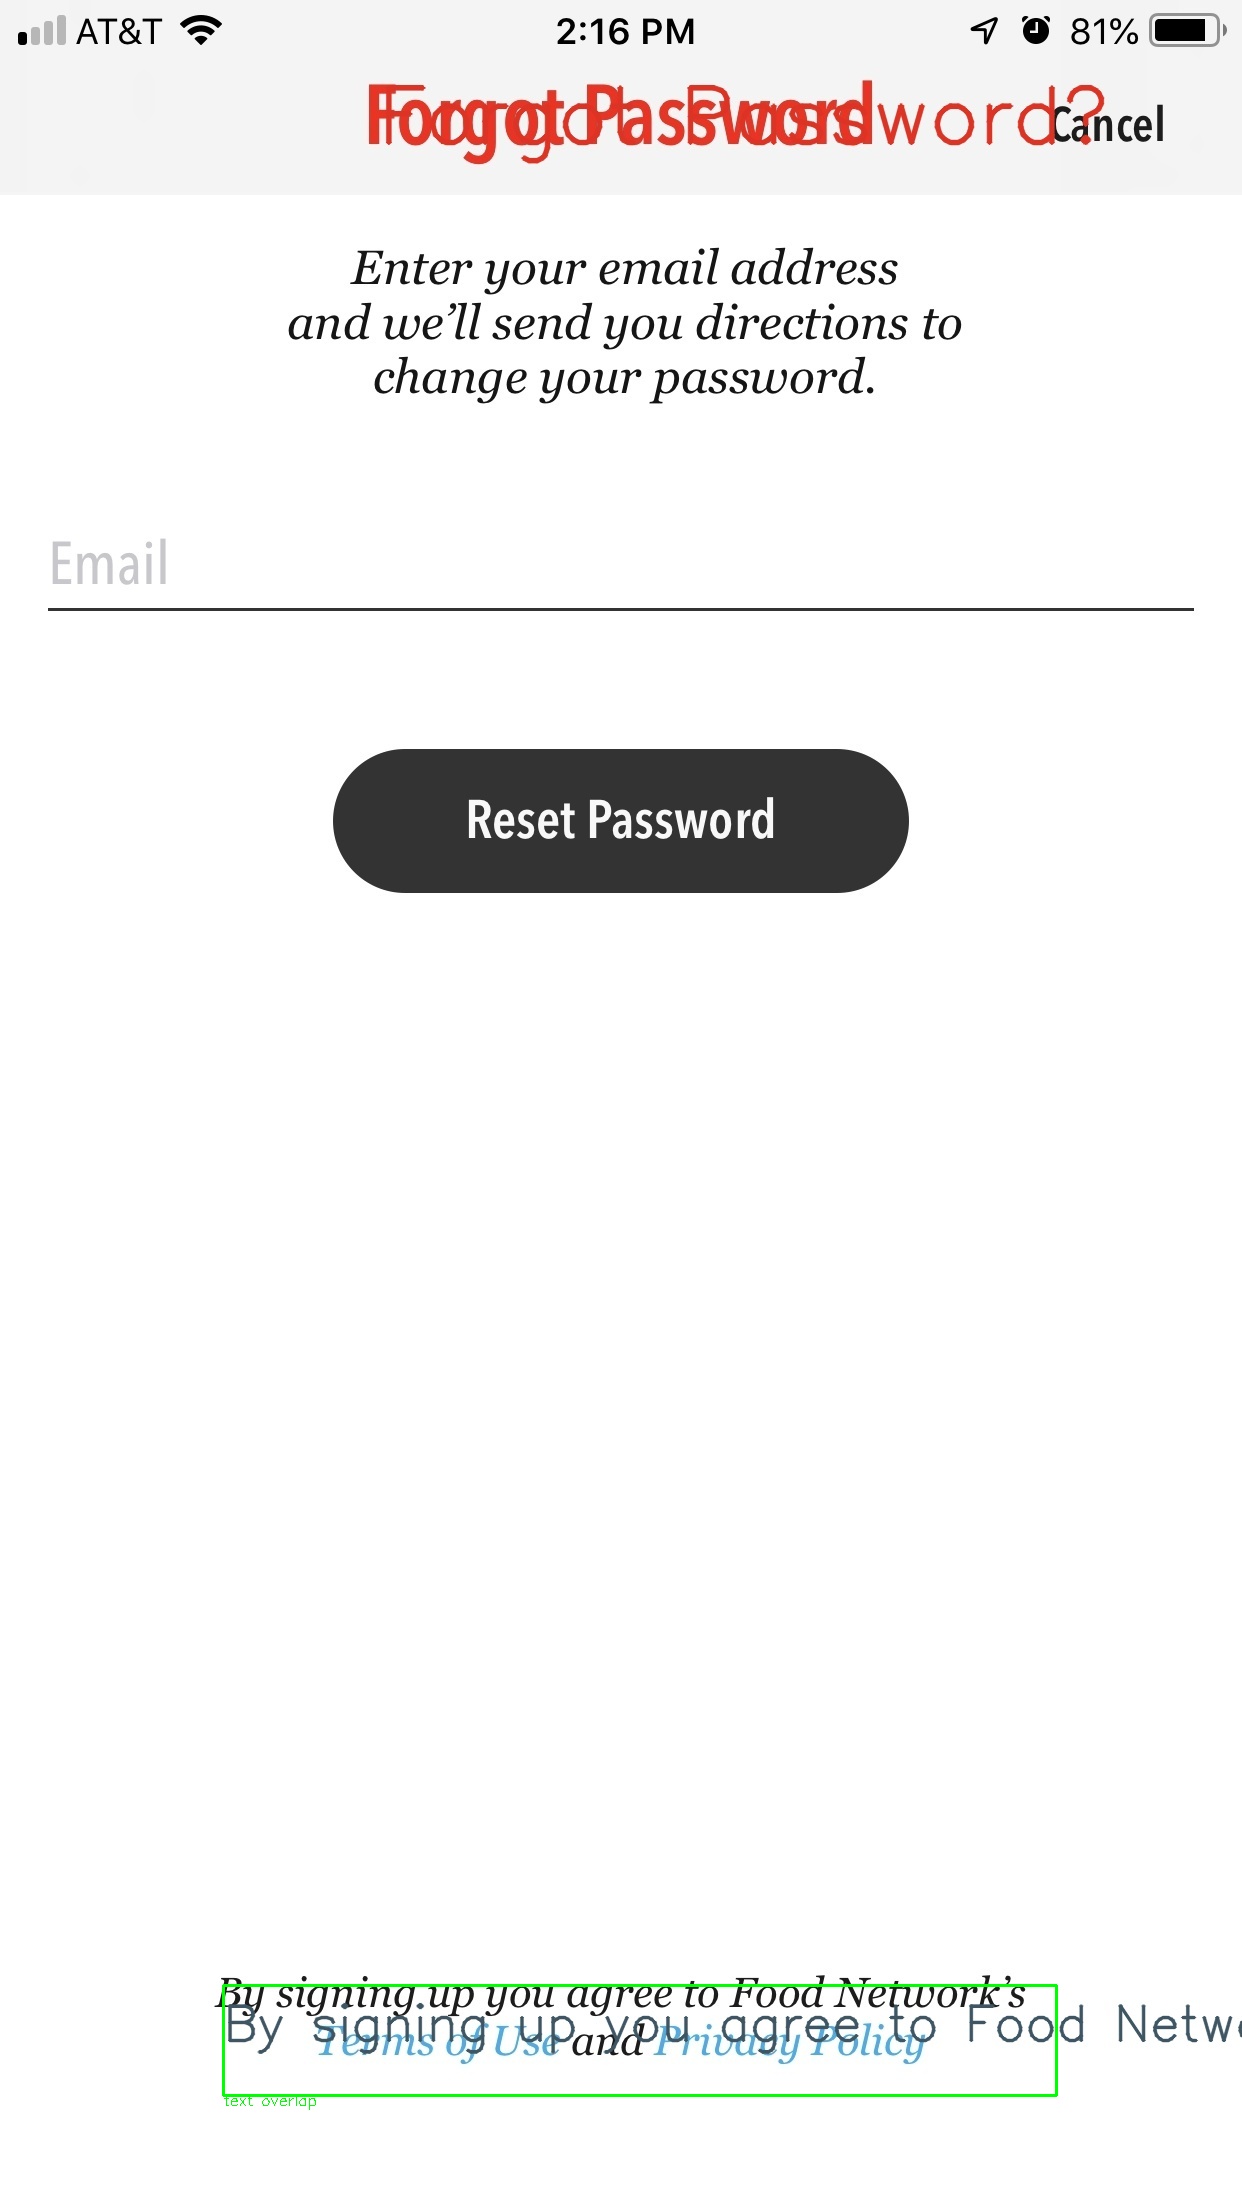 AT&T 2:16 PM 81%
Forgot Password
Forgot Password?
Cancel
Enter your email address
and we’ll send you directions to
change your password.
Email
Reset Password
By signing up you agree to Food Network’s
By signing up you agree to Food Netw
Terms of Use and Privacy Policy
text overlap